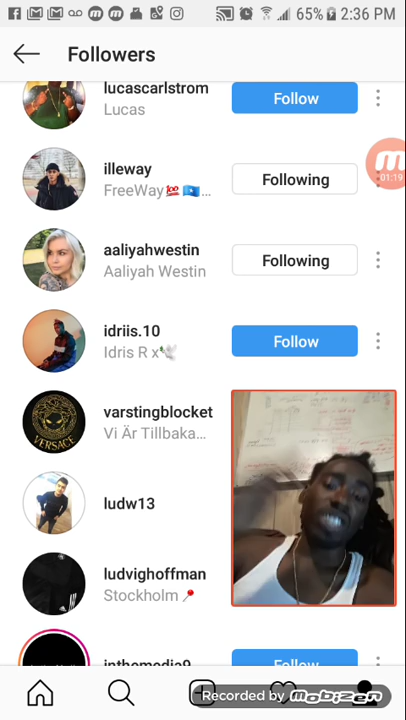 65% 2:36 PM
Followers
lucascarlstrom
Lucas
Follow
illeway
FreeWay💯🇸🇴...
Following
01:19
aaliyahwestin
Aaliyah Westin
Following
idriis.10
Idris R x🕊
Follow
VERSACE
varstingblocket
Vi Är Tillbaka...
ludw13
ludvighoffman
Stockholm📍
inthemedia9
Follow
Recorded by mobizen